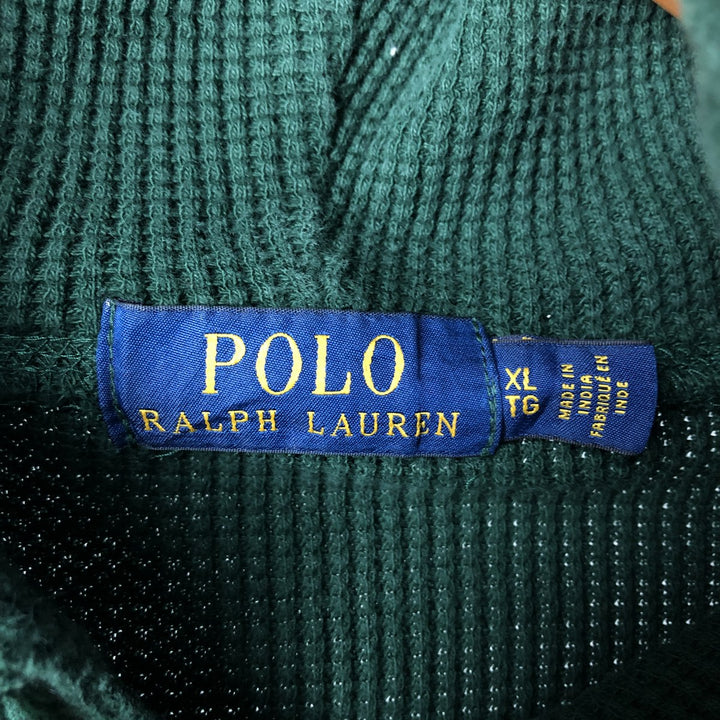 POLO
RALPH LAUREN
XL
TG
MADE IN
INDIA
FABRIQUÉ EN
INDE